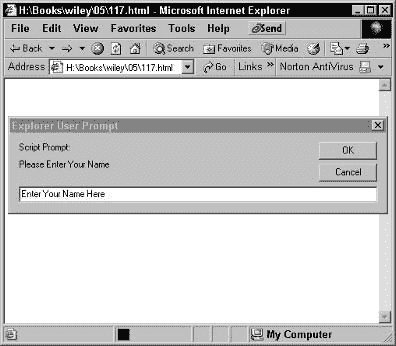 H:\Books\wiley\05\117.html - Microsoft Internet Explorer
File Edit View Favorites Tools Help Send
Back Search Favorites Media
Address H:\Books\wiley\05\117.html Go Links » Norton AntiVirus
Explorer User Prompt
Script Prompt:
OK
Please Enter Your Name
Cancel
Enter Your Name Here
My Computer